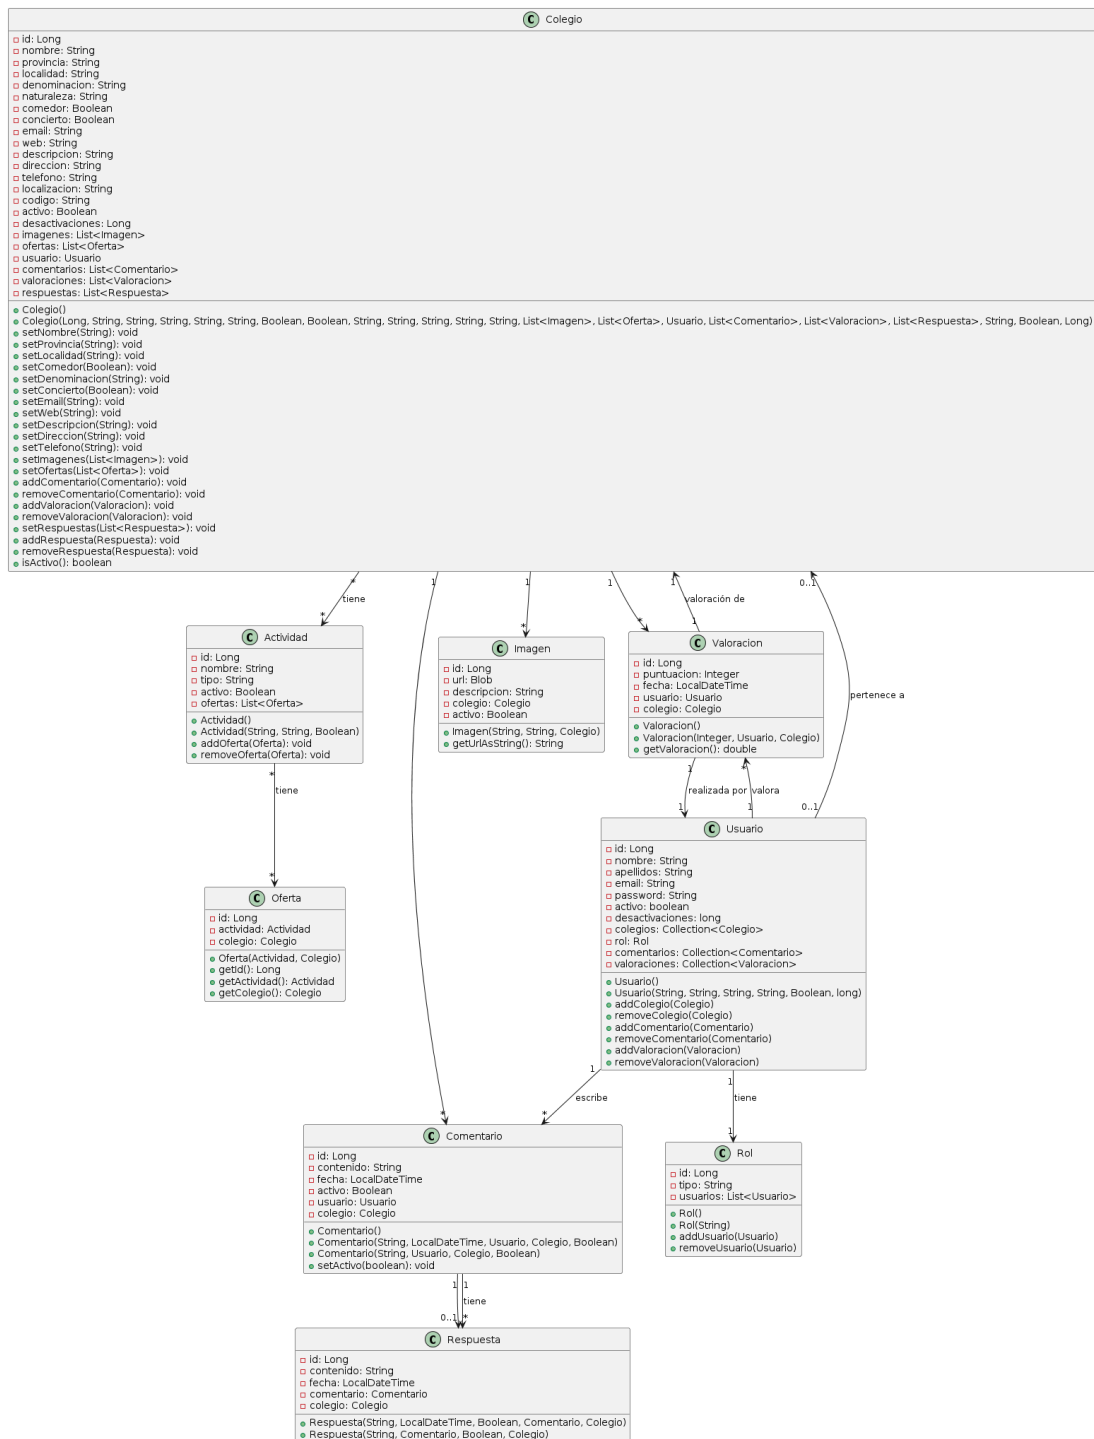 C Colegio
id: Long
nombre: String
provincia: String
localidad: String
denominacion: String
naturaleza: String
comedor: Boolean
concierto: Boolean
email: String
web: String
descripcion: String
direccion: String
telefono: String
localizacion: String
codigo: String
activo: Boolean
desactivaciones: Long
imagenes: List<Imagen>
ofertas: List<Oferta>
usuario: Usuario
comentarios: List<Comentario>
valoraciones: List<Valoracion>
respuestas: List<Respuesta>
Colegio()
Colegio(Long, String, String, String, String, String, Boolean, Boolean, String, String, String, String, String, List<Imagen>, List<Oferta>, Usuario, List<Comentario>, List<Valoracion>, List<Respuesta>, String, Boolean, Long)
setNombre(String): void
setProvincia(String): void
setLocalidad(String): void
setComedor(Boolean): void
setDenominacion(String): void
setConcierto(Boolean): void
setEmail(String): void
setWeb(String): void
setDescripcion(String): void
setDireccion(String): void
setTelefono(String): void
setImagenes(List<Imagen>): void
setOfertas(List<Oferta>): void
addComentario(Comentario): void
removeComentario(Comentario): void
addValoracion(Valoracion): void
removeValoracion(Valoracion): void
setRespuestas(List<Respuesta>): void
addRespuesta(Respuesta): void
removeRespuesta(Respuesta): void
isActivo(): boolean
* 1 1 1 1 0..1
tiene valoración de
* * * 1
C Actividad
id: Long
nombre: String
tipo: String
activo: Boolean
ofertas: List<Oferta>
Actividad()
Actividad(String, String, Boolean)
addOferta(Oferta): void
removeOferta(Oferta): void
C Imagen
id: Long
url: Blob
descripcion: String
colegio: Colegio
activo: Boolean
Imagen(String, String, Colegio)
getUrlAsString(): String
C Valoracion
id: Long
puntuacion: Integer
fecha: LocalDateTime
usuario: Usuario
colegio: Colegio
Valoracion()
Valoracion(Integer, Usuario, Colegio)
getValoracion(): double
pertenece a
* 1 *
tiene realizada por valora
* 1 1 0..1
C Oferta
id: Long
actividad: Actividad
colegio: Colegio
Oferta(Actividad, Colegio)
getId(): Long
getActividad(): Actividad
getColegio(): Colegio
C Usuario
id: Long
nombre: String
apellidos: String
email: String
password: String
activo: boolean
desactivaciones: long
colegios: Collection<Colegio>
rol: Rol
comentarios: Collection<Comentario>
valoraciones: Collection<Valoracion>
Usuario()
Usuario(String, String, String, String, Boolean, long)
addColegio(Colegio)
removeColegio(Colegio)
addComentario(Comentario)
removeComentario(Comentario)
addValoracion(Valoracion)
removeValoracion(Valoracion)
1 1
escribe tiene
* * 1
C Comentario
id: Long
contenido: String
fecha: LocalDateTime
activo: Boolean
usuario: Usuario
colegio: Colegio
Comentario()
Comentario(String, LocalDateTime, Usuario, Colegio, Boolean)
Comentario(String, Usuario, Colegio, Boolean)
setActivo(boolean): void
C Rol
id: Long
tipo: String
usuarios: List<Usuario>
Rol()
Rol(String)
addUsuario(Usuario)
removeUsuario(Usuario)
1 1
tiene
0..1 *
C Respuesta
id: Long
contenido: String
fecha: LocalDateTime
comentario: Comentario
colegio: Colegio
Respuesta(String, LocalDateTime, Boolean, Comentario, Colegio)
Respuesta(String, Comentario, Boolean, Colegio)